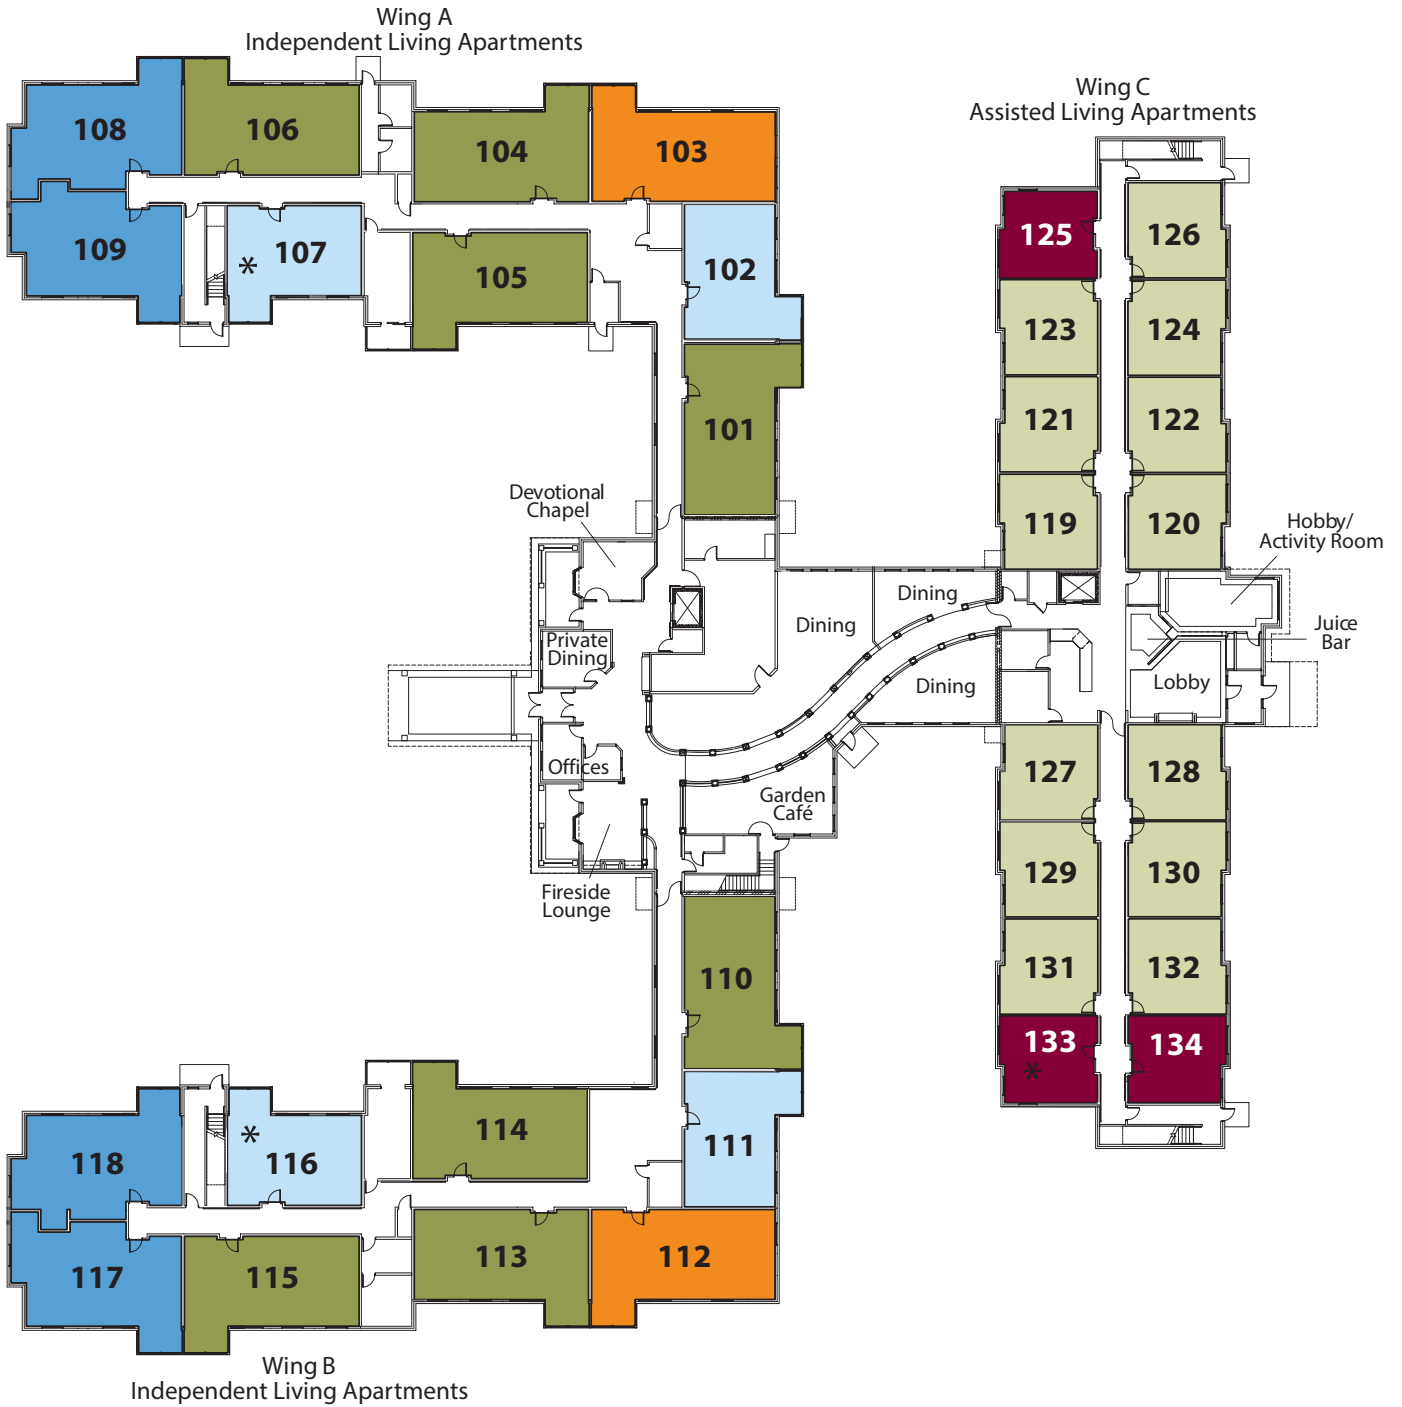 Wing A
Independent Living Apartments
Wing C
Assisted Living Apartments
108
106
104
103
109
* 107
105
102
101
125
126
123
124
121
122
119
120
Devotional
Chapel
Hobby/
Activity Room
Dining
Dining
Juice
Bar
Private
Dining
Dining
Lobby
Offices
Garden
Café
Fireside
Lounge
127
128
129
130
131
132
133
*
134
110
111
114
*
116
118
117
115
113
112
Wing B
Independent Living Apartments